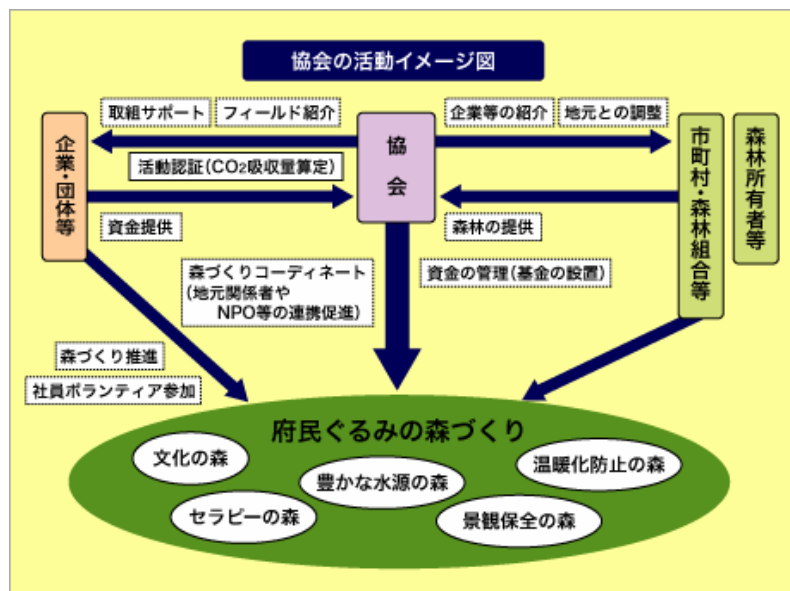 協会の活動イメージ図
取組サポート
フィールド紹介
企業等の紹介
地元との調整
企業・団体等
協会
市町村・森林組合等
森林所有者等
活動認証(CO2吸収量算定)
資金提供
森林の提供
森づくりコーディネート
(地元関係者や
NPO等の連携促進)
資金の管理(基金の設置)
森づくり推進
社員ボランティア参加
府民ぐるみの森づくり
文化の森
豊かな水源の森
温暖化防止の森
セラピーの森
景観保全の森